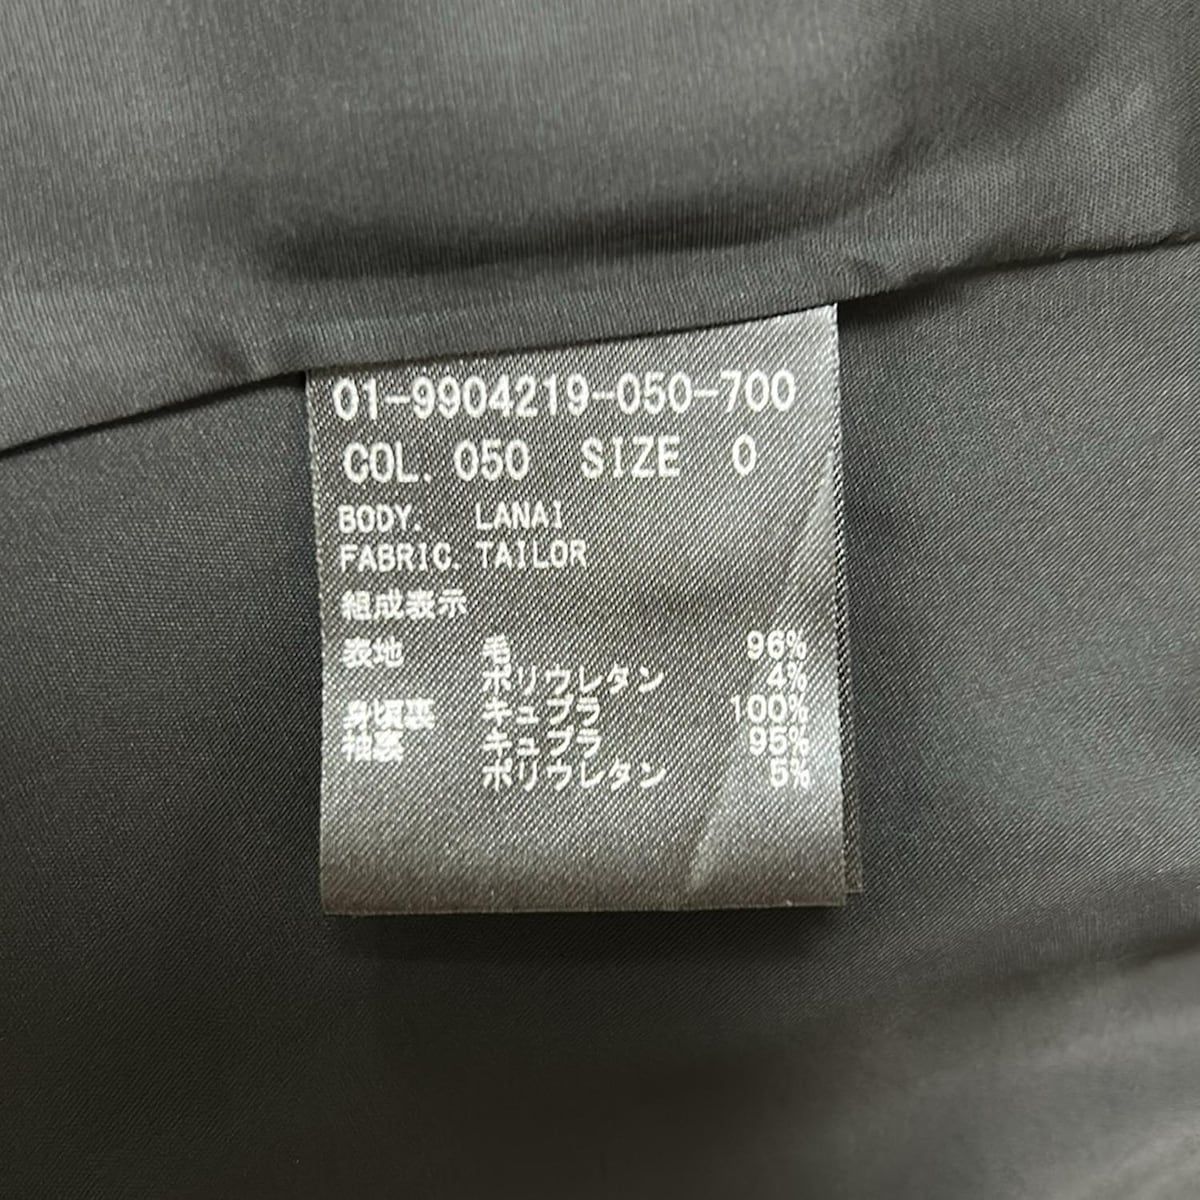 01-9904219-050-700
COL. 050 SIZE 0
BODY. LANAI
FABRIC. TAILOR
組成表示
表地 毛 96%
ポリウレタン 4%
身頃裏 キュプラ 100%
袖裏 キュプラ 95%
ポリウレタン 5%